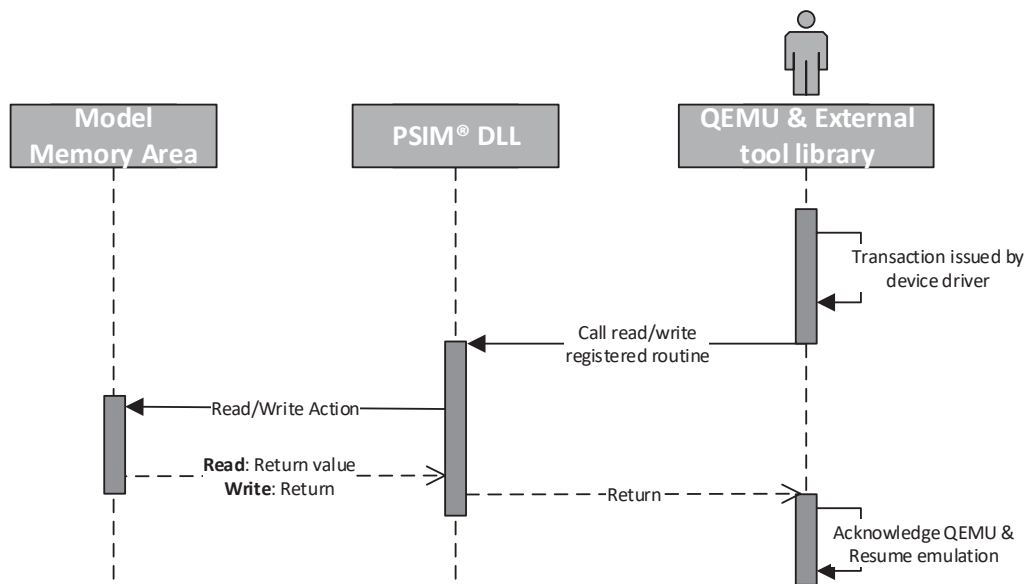 Model
Memory Area
PSIM® DLL
QEMU & External
tool library
Transaction issued by
device driver
Call read/write
registered routine
Read/Write Action
Read: Return value
Write: Return
Return
Acknowledge QEMU &
Resume emulation